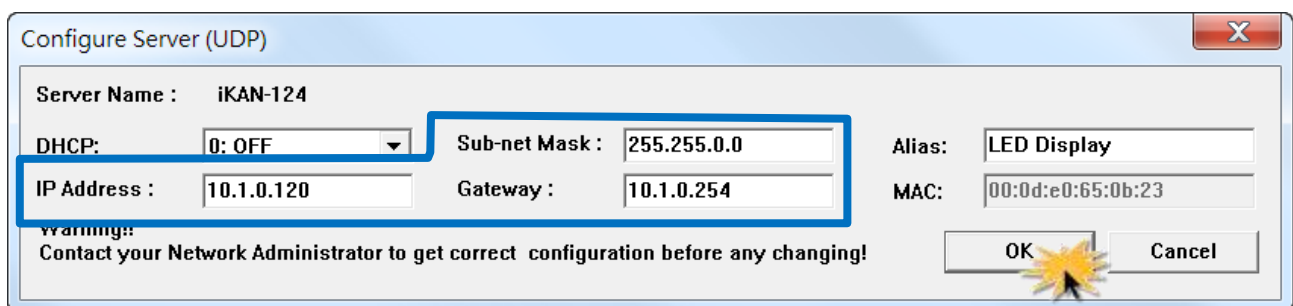 Configure Server (UDP)
Server Name : iKAN-124
DHCP: 0: OFF Sub-net Mask : 255.255.0.0 Alias: LED Display
IP Address : 10.1.0.120 Gateway : 10.1.0.254 MAC: 00:0d:e0:65:0b:23
Warning!!
Contact your Network Administrator to get correct configuration before any changing!
OK Cancel